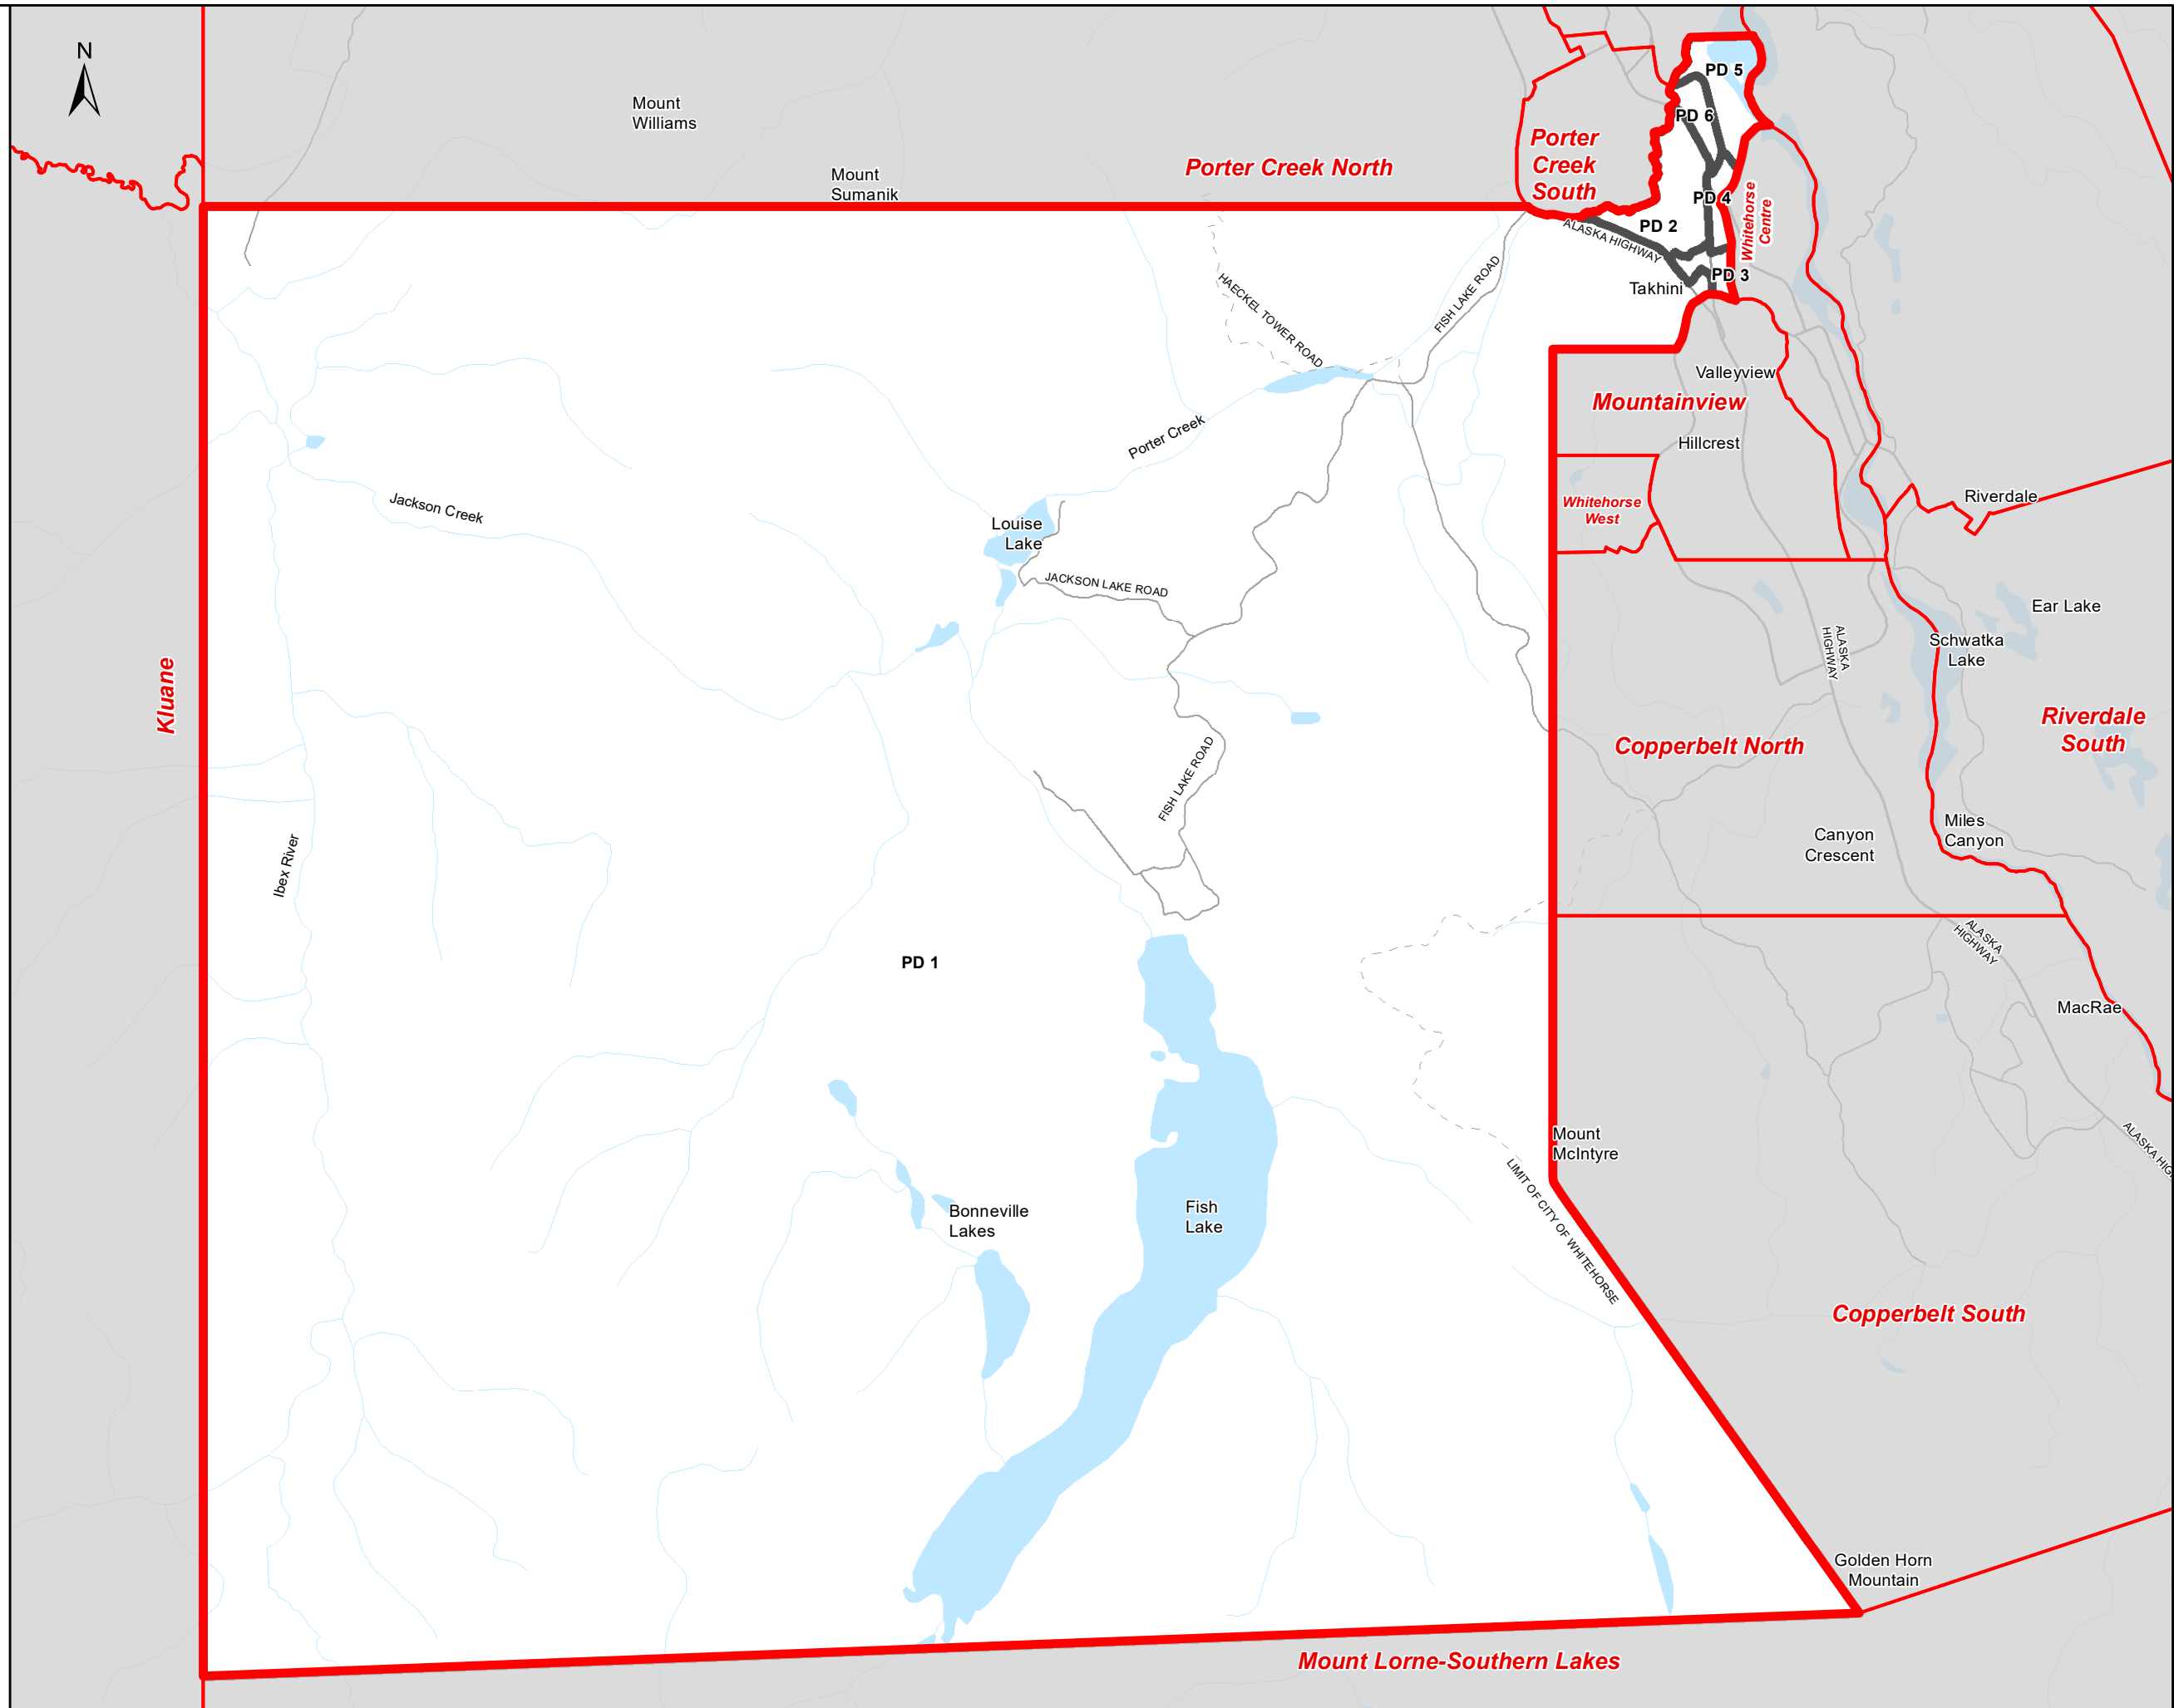 N
Mount
Williams
Mount
Sumanik
Porter Creek North
Porter
Creek
South
PD 5
PD 6
PD 4
PD 2
PD 3
Whitehorse
Centre
ALASKA HIGHWAY
Takhini
HAECKEL TOWER ROAD
FISH LAKE ROAD
Valleyview
Mountainview
Hillcrest
Porter Creek
Jackson Creek
Louise
Lake
JACKSON LAKE ROAD
Whitehorse
West
Riverdale
Ear Lake
Schwatka
Lake
ALASKA
HIGHWAY
Kluane
Riverdale
South
Copperbelt North
FISH LAKE ROAD
Ibex River
Miles
Canyon
Canyon
Crescent
PD 1
ALASKA
HIGHWAY
MacRae
Mount
McIntyre
ALASKA HIG
LIMIT OF CITY OF WHITEHORSE
Bonneville
Lakes
Fish
Lake
Copperbelt South
Golden Horn
Mountain
Mount Lorne-Southern Lakes